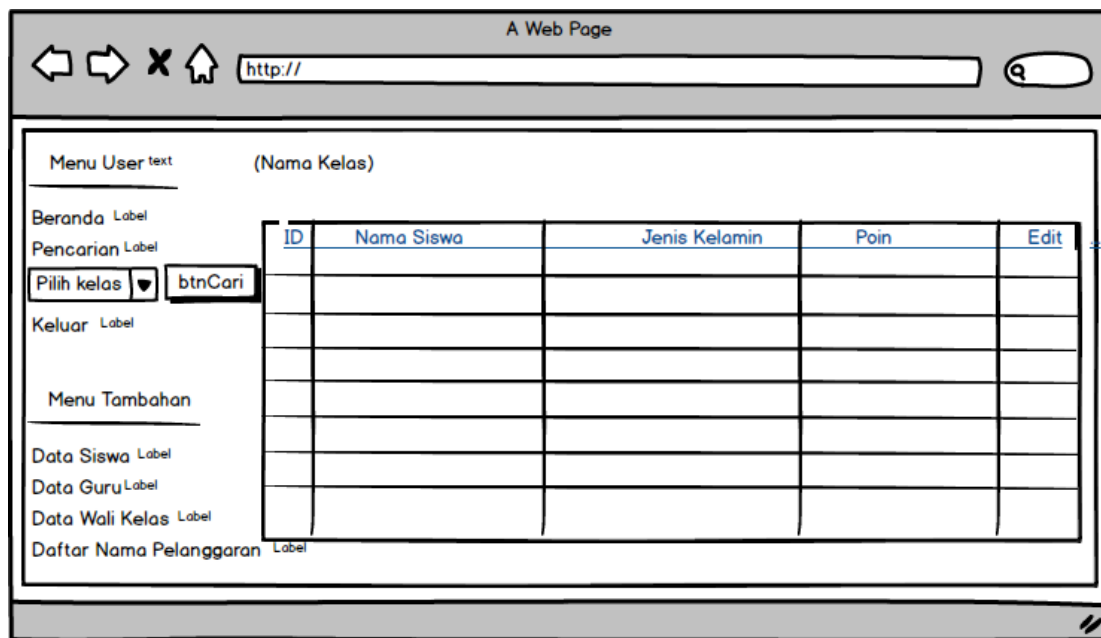 A Web Page
http://
Menu User text
(Nama Kelas)
Beranda Label
Pencarian Label
Pilih kelas
btnCari
Keluar Label
ID Nama Siswa Jenis Kelamin Poin Edit
Menu Tambahan
Data Siswa Label
Data Guru Label
Data Wali Kelas Label
Daftar Nama Pelanggaran Label